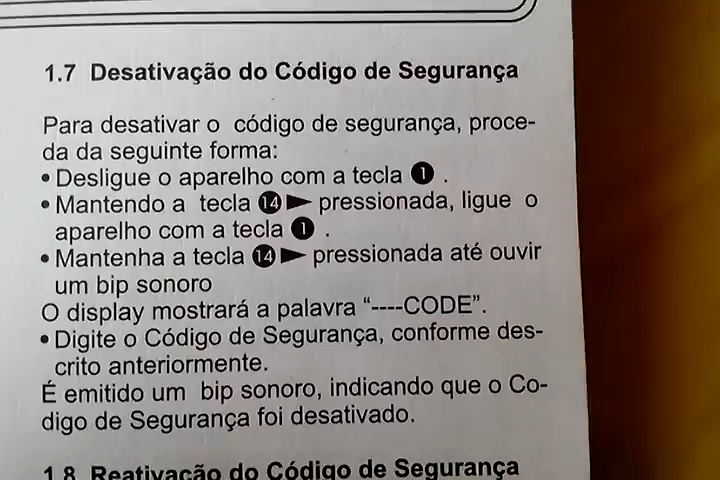 1.7 Desativação do Código de Segurança
Para desativar o código de segurança, proce-
da da seguinte forma:
• Desligue o aparelho com a tecla ❶ .
• Mantendo a tecla ⓮ ► pressionada, ligue o
aparelho com a tecla ❶ .
• Mantenha a tecla ⓮ ► pressionada até ouvir
um bip sonoro
O display mostrará a palavra “----CODE”.
• Digite o Código de Segurança, conforme des-
crito anteriormente.
É emitido um bip sonoro, indicando que o Co-
digo de Segurança foi desativado.
1.8 Reativação do Código de Segurança